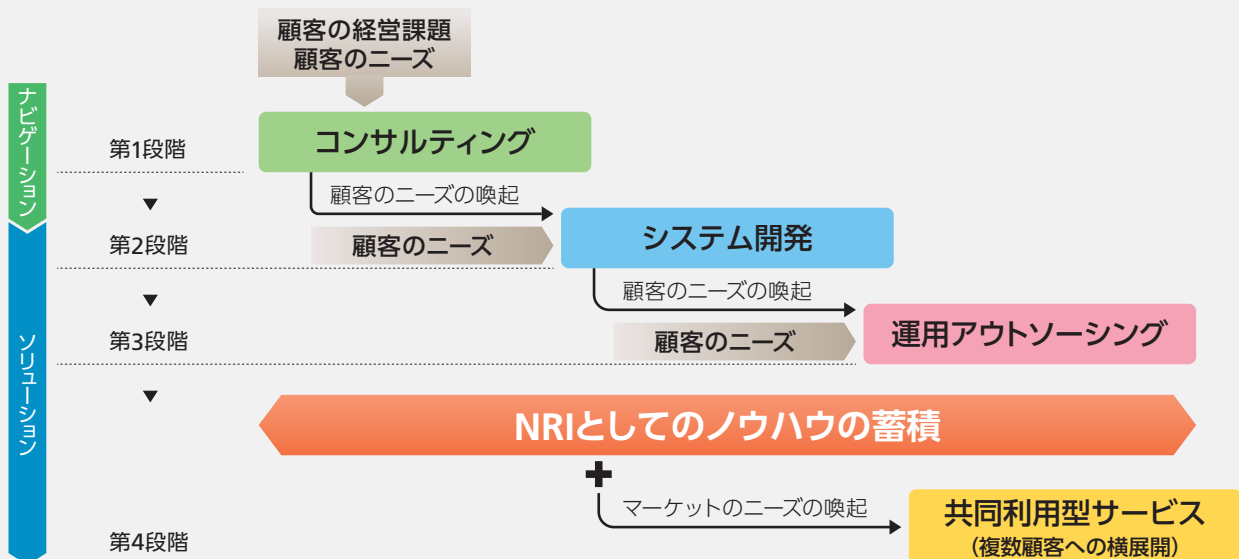 顧客の経営課題
顧客のニーズ
ナビゲーション
第1段階
コンサルティング
顧客のニーズの喚起
▼
第2段階
顧客のニーズ
システム開発
▼
顧客のニーズの喚起
ソリューション
第3段階
顧客のニーズ
運用アウトソーシング
▼
NRIとしてのノウハウの蓄積
+
マーケットのニーズの喚起
共同利用型サービス
(複数顧客への横展開)
第4段階